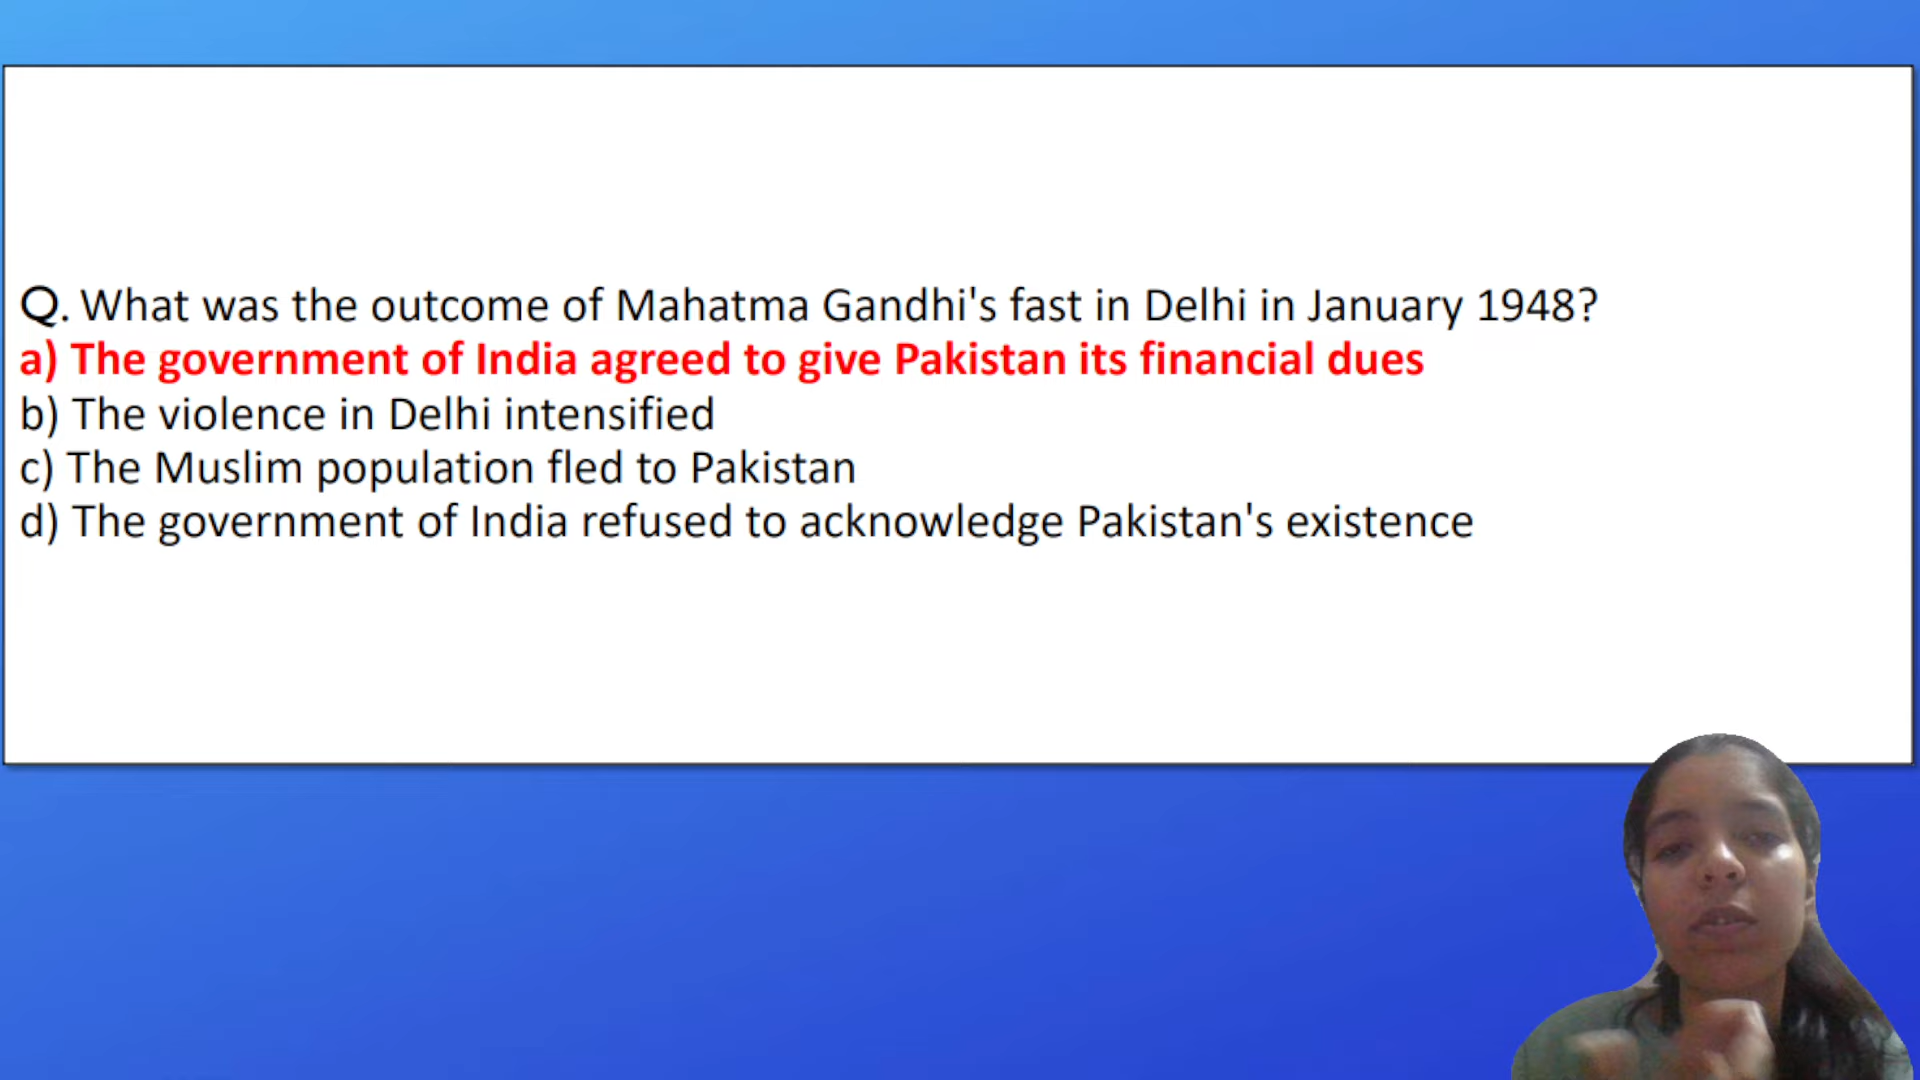 Q. What was the outcome of Mahatma Gandhi's fast in Delhi in January 1948?
a) The government of India agreed to give Pakistan its financial dues
b) The violence in Delhi intensified
c) The Muslim population fled to Pakistan
d) The government of India refused to acknowledge Pakistan's existence